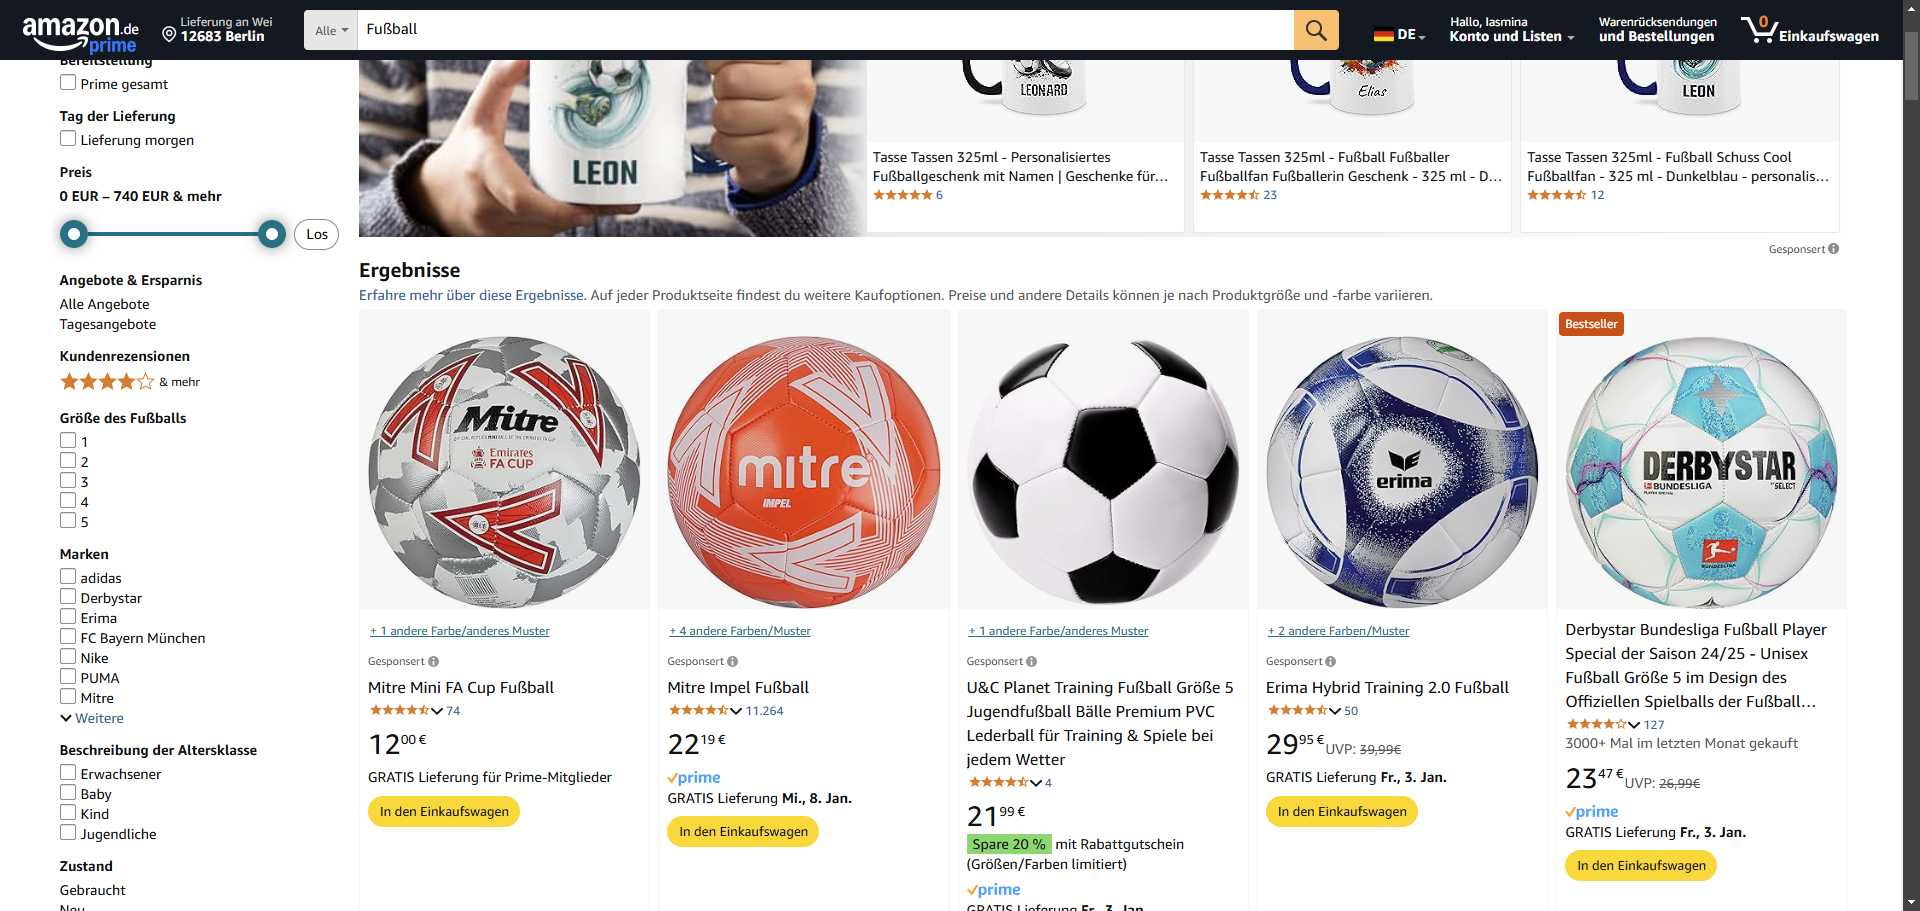 amazon.de
prime
Lieferung an Wei
12683 Berlin
Alle
Fußball
DE
Hallo, Iasmina
Konto und Listen
Warenrücksendungen
und Bestellungen
0
Einkaufswagen
Bereitstellung
Prime gesamt
Tag der Lieferung
Lieferung morgen
Preis
0 EUR – 740 EUR & mehr
Los
Angebote & Ersparnis
Alle Angebote
Tagesangebote
Kundenrezensionen
& mehr
Größe des Fußballs
1
2
3
4
5
Marken
adidas
Derbystar
Erima
FC Bayern München
Nike
PUMA
Mitre
Weitere
Beschreibung der Altersklasse
Erwachsener
Baby
Kind
Jugendliche
Zustand
Gebraucht
Neu
LEON
LEONARD
Tasse Tassen 325ml - Personalisiertes
Fußballgeschenk mit Namen | Geschenke für...
6
Elias
Tasse Tassen 325ml - Fußball Fußballer
Fußballfan Fußballerin Geschenk - 325 ml - D...
23
LEON
Tasse Tassen 325ml - Fußball Schuss Cool
Fußballfan - 325 ml - Dunkelblau - personalis...
12
Gesponsert
Ergebnisse
Erfahre mehr über diese Ergebnisse. Auf jeder Produktseite findest du weitere Kaufoptionen. Preise und andere Details können je nach Produktgröße und -farbe variieren.
Mitre
Emirates
FA CUP
+ 1 andere Farbe/anderes Muster
Gesponsert
Mitre Mini FA Cup Fußball
74
12 00 €
GRATIS Lieferung für Prime-Mitglieder
In den Einkaufswagen
mitre
IMPEL
+ 4 andere Farben/Muster
Gesponsert
Mitre Impel Fußball
11.264
22 19 €
prime
GRATIS Lieferung Mi., 8. Jan.
In den Einkaufswagen
+ 1 andere Farbe/anderes Muster
Gesponsert
U&C Planet Training Fußball Größe 5
Jugendfußball Bälle Premium PVC
Lederball für Training & Spiele bei
jedem Wetter
4
21 99 €
Spare 20 % mit Rabattgutschein
(Größen/Farben limitiert)
prime
GRATIS Lieferung Fr., 3. Jan.
erima
+ 2 andere Farben/Muster
Gesponsert
Erima Hybrid Training 2.0 Fußball
50
29 95 € UVP: 39,99€
GRATIS Lieferung Fr., 3. Jan.
In den Einkaufswagen
Bestseller
DERBYSTAR
BUNDESLIGA
BY SELECT
BUNDESLIGA
Derbystar Bundesliga Fußball Player
Special der Saison 24/25 - Unisex
Fußball Größe 5 im Design des
Offiziellen Spielballs der Fußball...
127
3000+ Mal im letzten Monat gekauft
23 47 € UVP: 26,99€
prime
GRATIS Lieferung Fr., 3. Jan.
In den Einkaufswagen